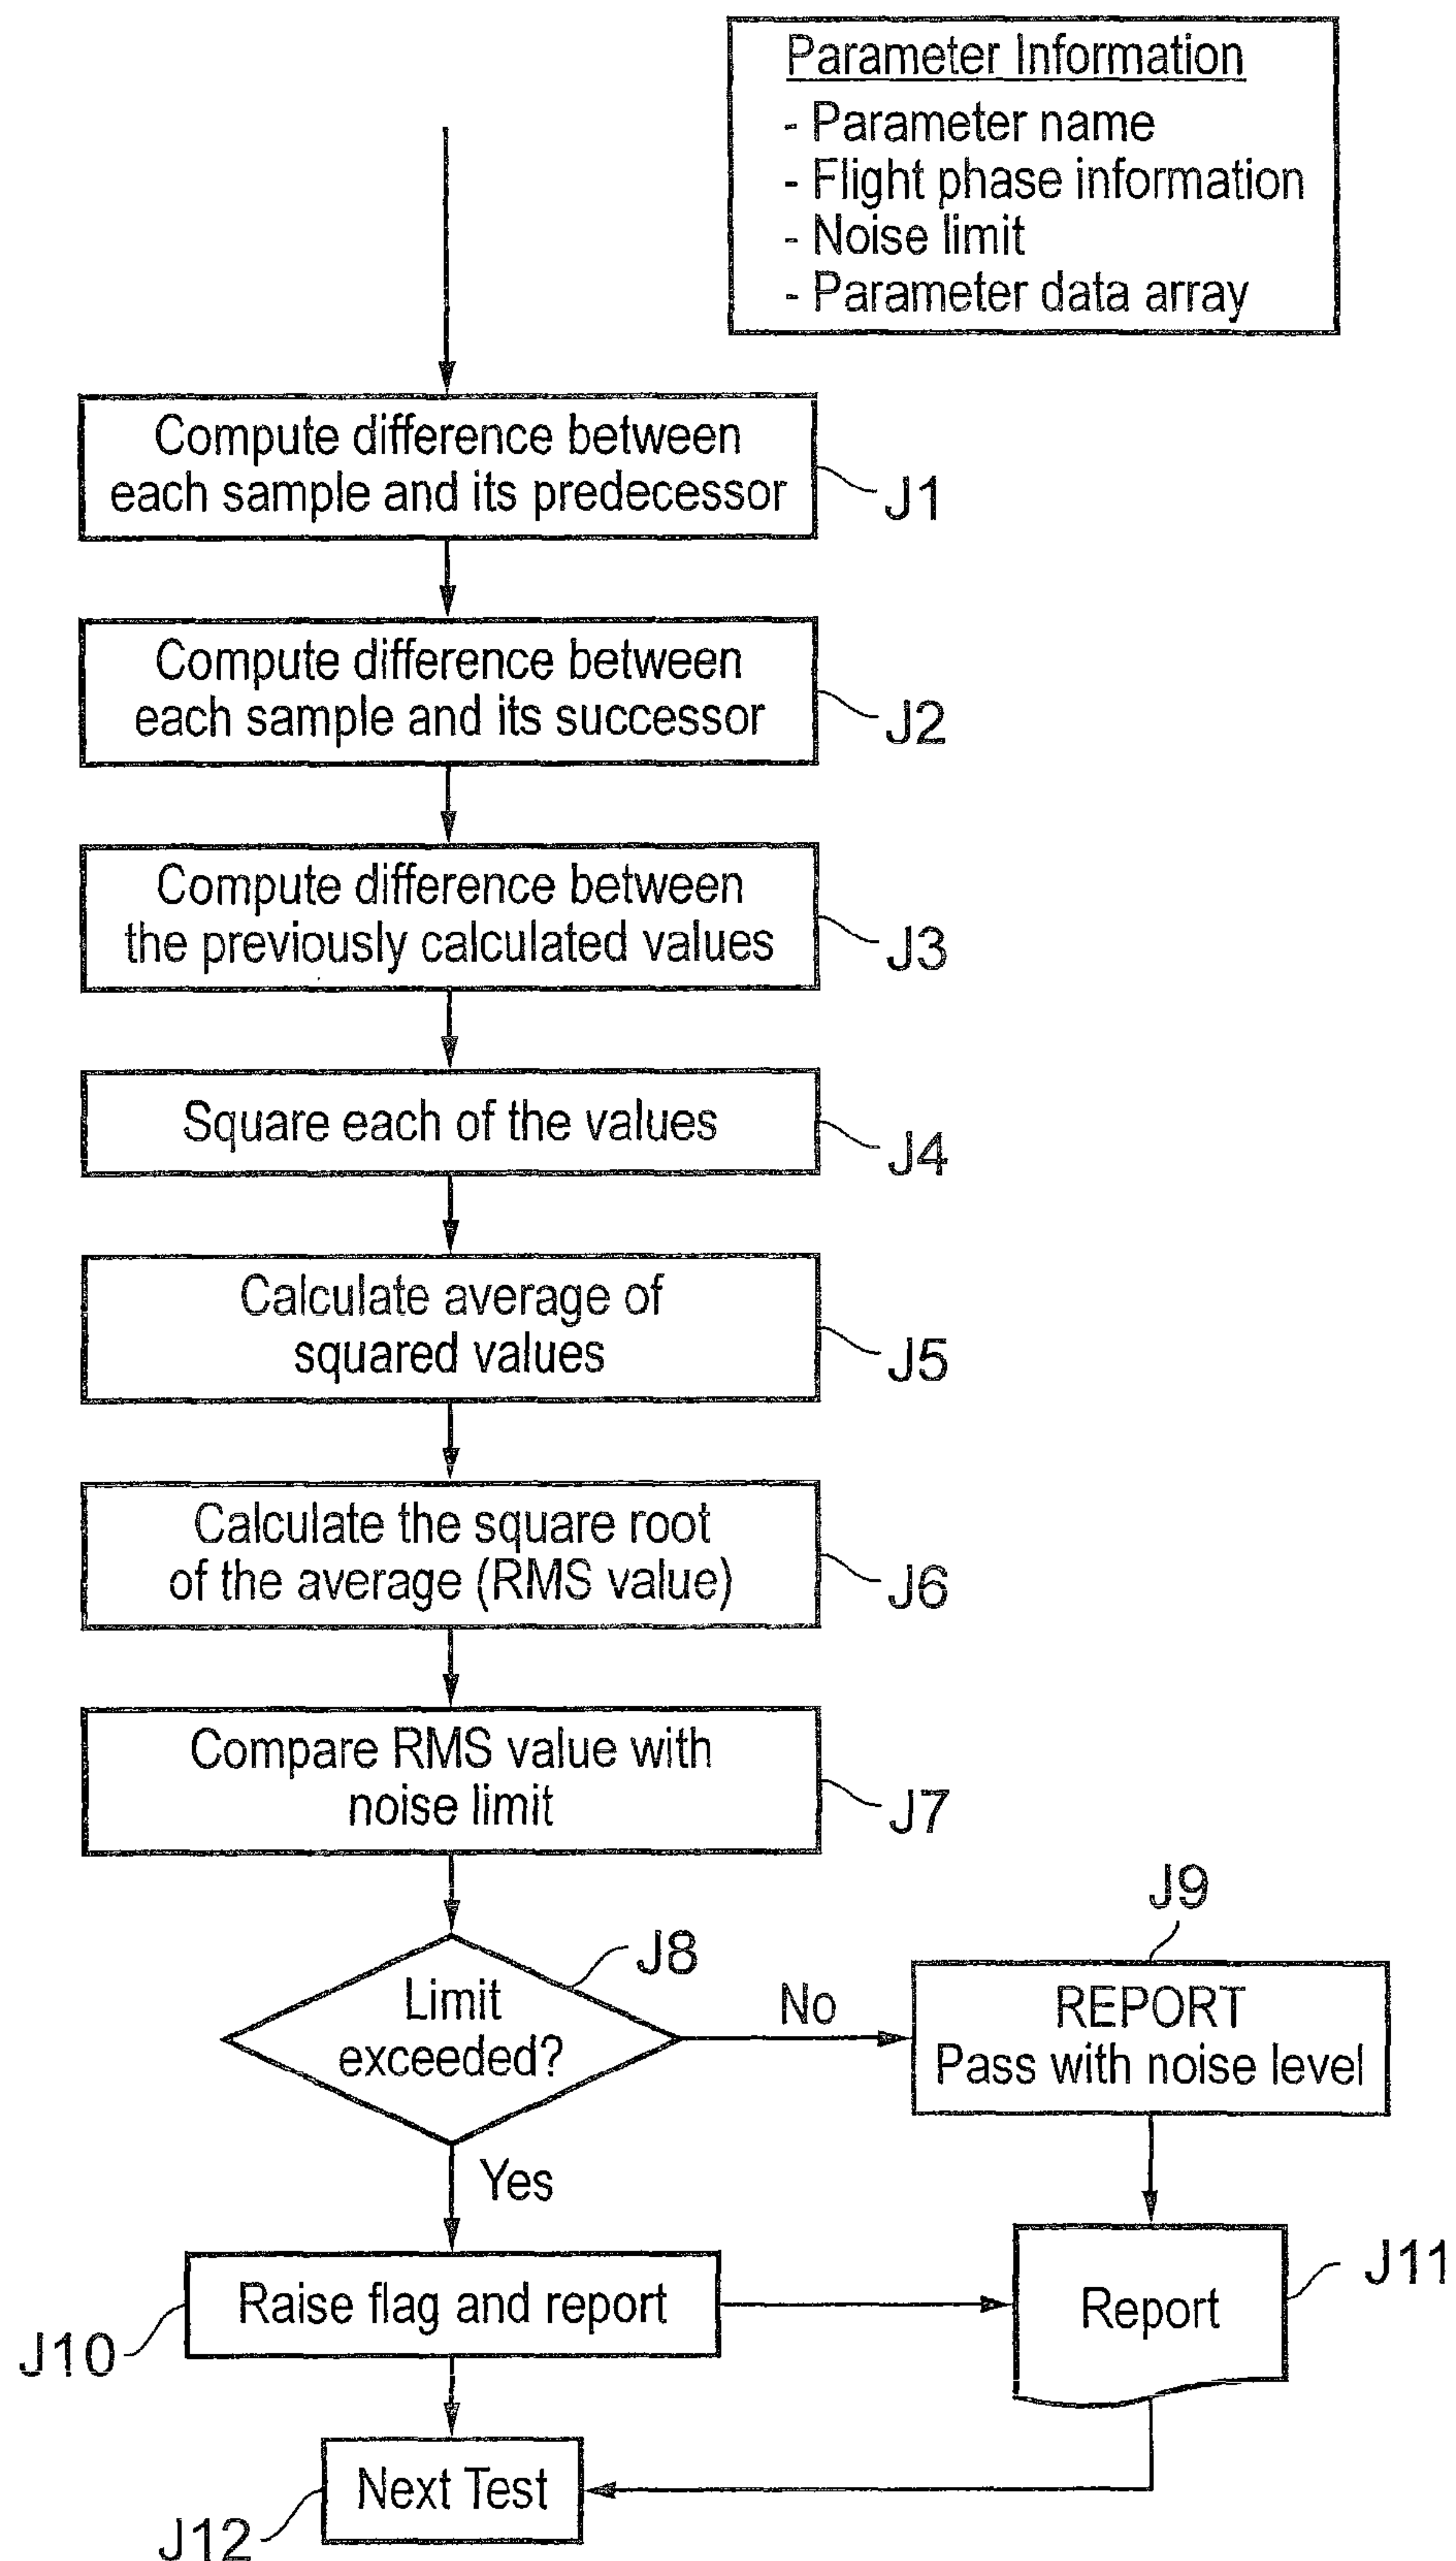 Parameter Information
- Parameter name
- Flight phase information
- Noise limit
- Parameter data array
Compute difference between
each sample and its predecessor
J1
Compute difference between
each sample and its successor
J2
Compute difference between
the previously calculated values
J3
Square each of the values
J4
Calculate average of
squared values
J5
Calculate the square root
of the average (RMS value)
J6
Compare RMS value with
noise limit
J7
Limit
exceeded?
J8
No
J9
REPORT
Pass with noise level
Yes
Raise flag and report
J10
Report
J11
Next Test
J12